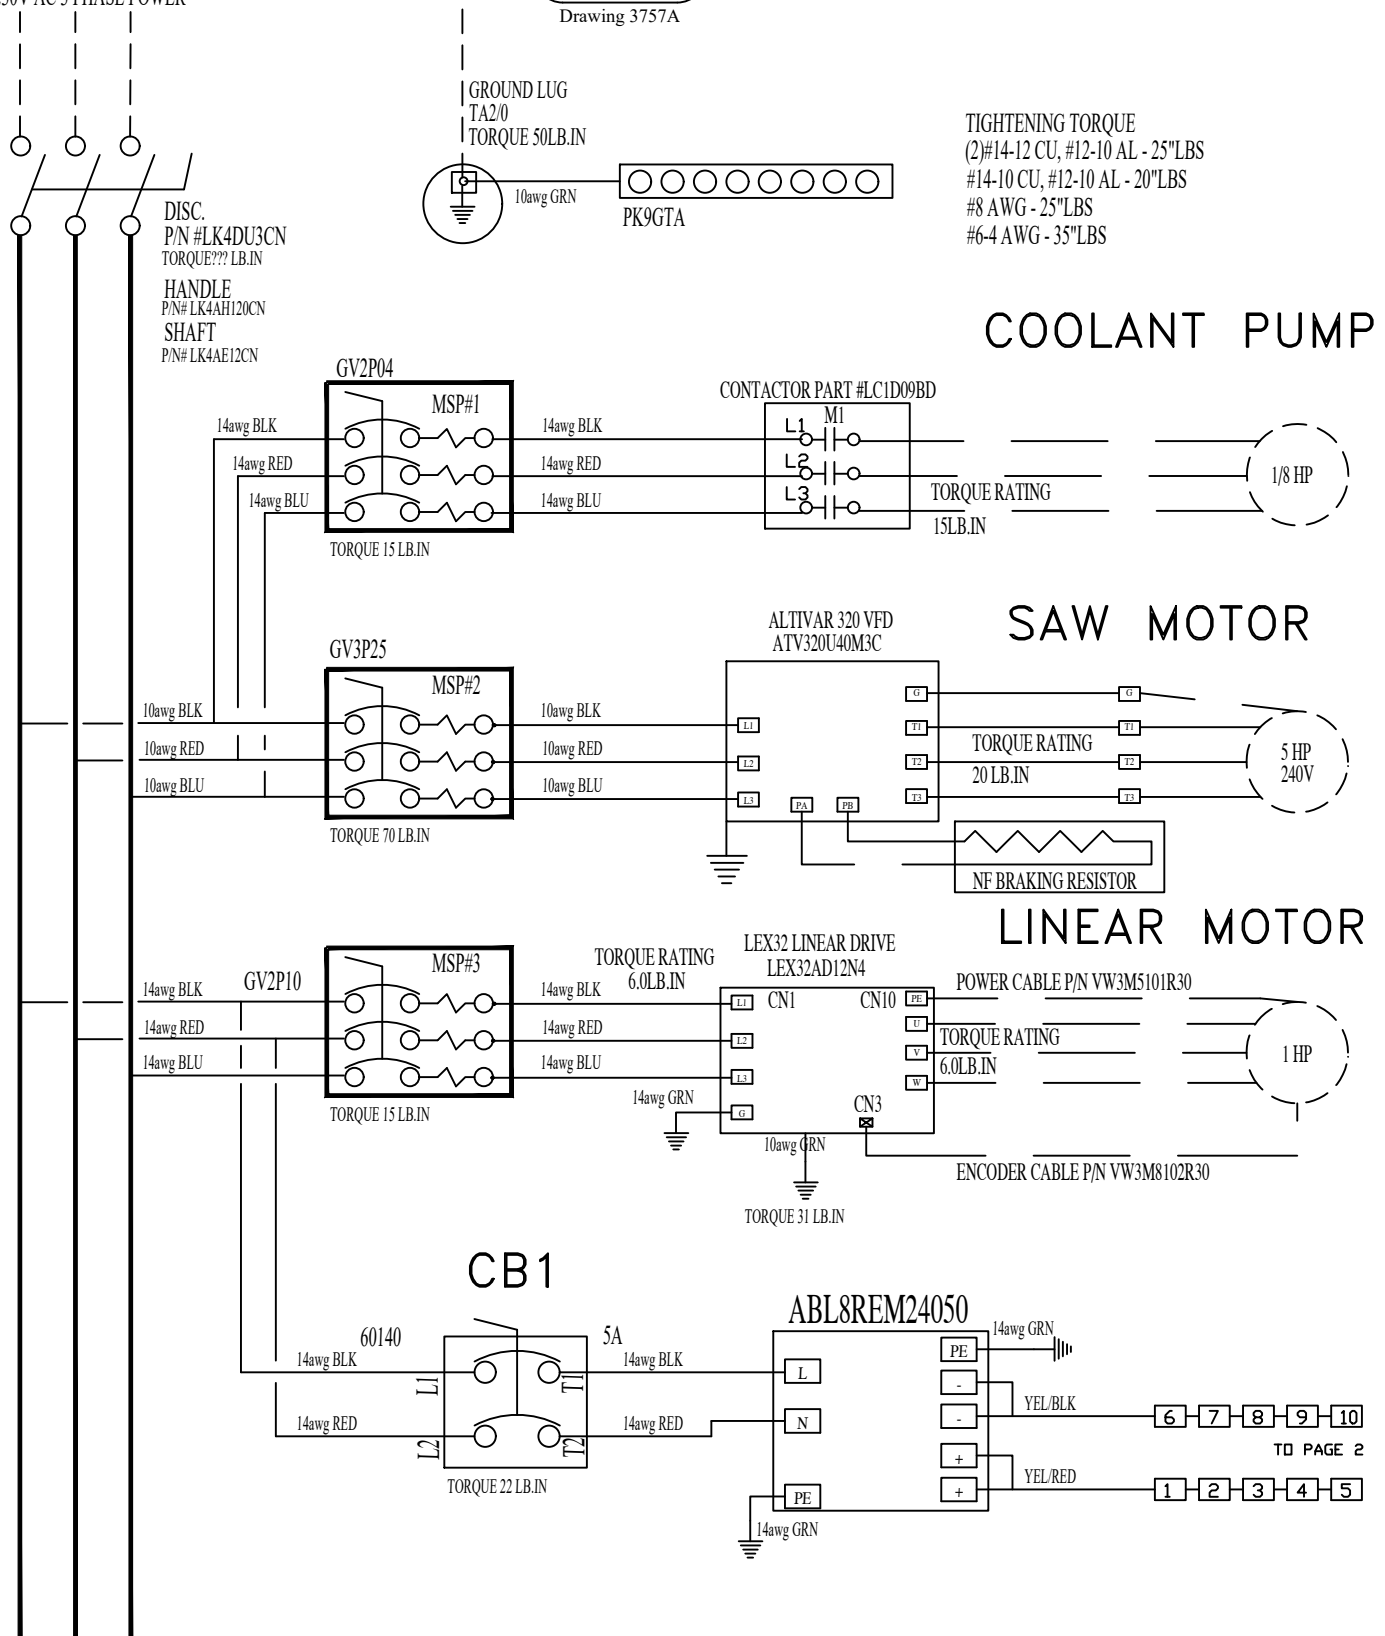 AC 3 PHASE POWER
Drawing 3757A
GROUND LUG
TA2/0
TORQUE 50LB.IN
10awg GRN
PK9GTA
TIGHTENING TORQUE
(2)#14-12 CU, #12-10 AL - 25"LBS
#14-10 CU, #12-10 AL - 20"LBS
#8 AWG - 25"LBS
#6-4 AWG - 35"LBS
DISC.
P/N #LK4DU3CN
TORQUE??? LB.IN
HANDLE
P/N# LK4AH120CN
SHAFT
P/N# LK4AE12CN
COOLANT PUMP
GV2P04
MSP#1
14awg BLK
14awg RED
14awg BLU
14awg BLK
14awg RED
14awg BLU
TORQUE 15 LB.IN
CONTACTOR PART #LC1D09BD
M1
L1
L2
L3
TORQUE RATING
15LB.IN
1/8 HP
SAW MOTOR
GV3P25
MSP#2
10awg BLK
10awg RED
10awg BLU
10awg BLK
10awg RED
10awg BLU
TORQUE 70 LB.IN
ALTIVAR 320 VFD
ATV320U40M3C
L1
L2
L3
PA
PB
G
T1
T2
T3
TORQUE RATING
20 LB.IN
G
T1
T2
T3
5 HP
240V
NF BRAKING RESISTOR
LINEAR MOTOR
GV2P10
MSP#3
14awg BLK
14awg RED
14awg BLU
14awg BLK
14awg RED
14awg BLU
TORQUE 15 LB.IN
TORQUE RATING
6.0LB.IN
LEX32 LINEAR DRIVE
LEX32AD12N4
L1
L2
L3
G
CN1
CN10
PE
U
V
W
CN3
14awg GRN
10awg GRN
TORQUE 31 LB.IN
POWER CABLE P/N VW3M5101R30
TORQUE RATING
6.0LB.IN
1 HP
ENCODER CABLE P/N VW3M8102R30
CB1
60140
5A
14awg BLK
14awg RED
L1
L2
T1
T2
14awg BLK
14awg RED
TORQUE 22 LB.IN
ABL8REM24050
L
N
PE
PE
-
-
+
+
14awg GRN
14awg GRN
YEL/BLK
YEL/RED
6 7 8 9 10
TO PAGE 2
1 2 3 4 5